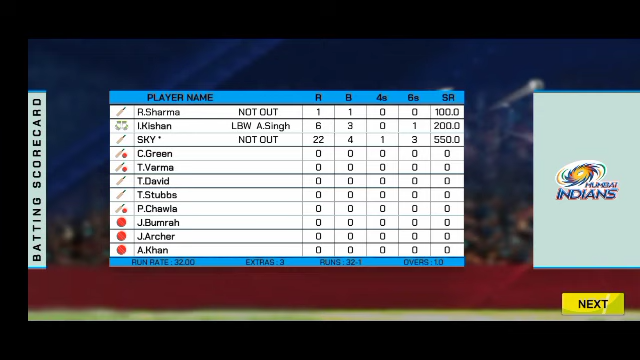 BATTING SCORECARD
PLAYER NAME R B 4s 6s SR
R.Sharma NOT OUT 1 1 0 0 100.0
I.Kishan LBW A.Singh 6 3 0 1 200.0
SKY * NOT OUT 22 4 1 3 550.0
C.Green 0 0 0 0 0
T.Varma 0 0 0 0 0
T.David 0 0 0 0 0
T.Stubbs 0 0 0 0 0
P.Chawla 0 0 0 0 0
J.Bumrah 0 0 0 0 0
J.Archer 0 0 0 0 0
A.Khan 0 0 0 0 0
RUN RATE : 32.00 EXTRAS : 3 RUNS : 32-1 OVERS : 1.0
MUMBAI
INDIANS
NEXT